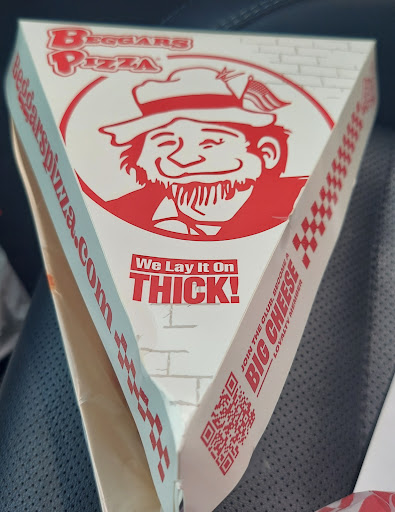 Beggars
Pizza
Beggarspizza.com
We Lay It On
THICK!
JOIN THE CLUB, BECOME A
BIG CHEESE
LOYALTY MEMBER